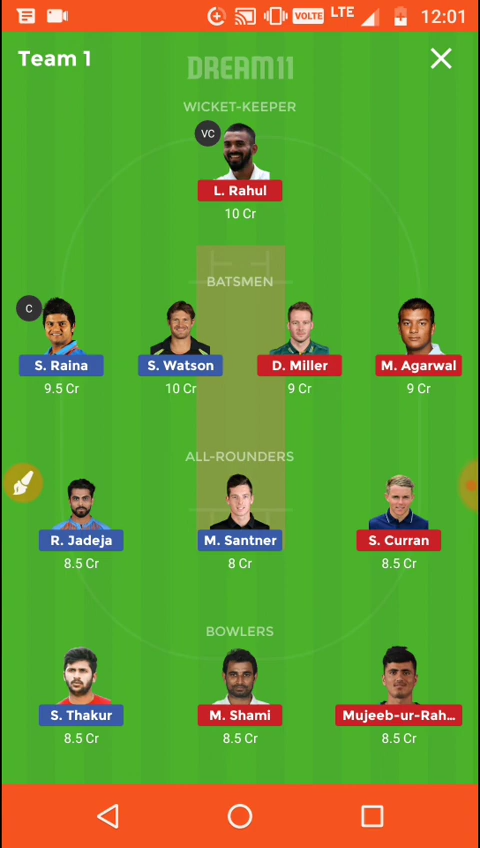 VOLTE LTE 12:01
Team 1
DREAM11
WICKET-KEEPER
VC
L. Rahul
10 Cr
BATSMEN
C
S. Raina S. Watson D. Miller M. Agarwal
9.5 Cr 10 Cr 9 Cr 9 Cr
ALL-ROUNDERS
R. Jadeja M. Santner S. Curran
8.5 Cr 8 Cr 8.5 Cr
BOWLERS
S. Thakur M. Shami Mujeeb-ur-Rah...
8.5 Cr 8.5 Cr 8.5 Cr